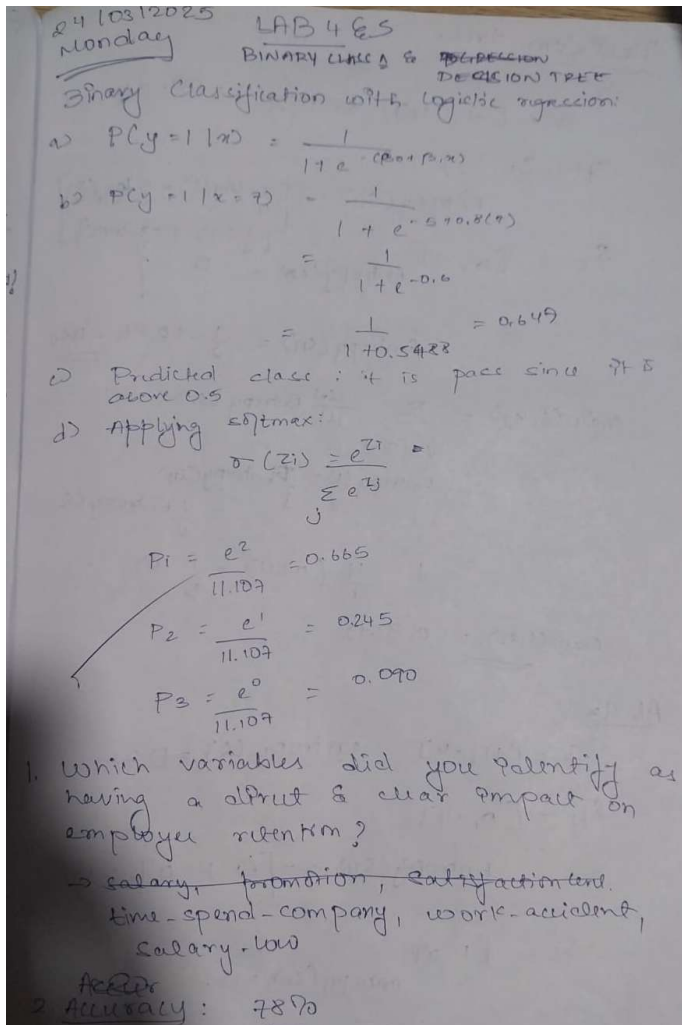 24/03/2025
Monday
LAB 4 & 5
BINARY CLASS & REGRESSION
DECISION TREE
Binary Classification with logistic regression:
a) P(y=1|x) = 1 / 1+e^-(β0+β1x)
b) P(y=1|x=7) = 1 / 1+e^-5+0.8(7)
= 1 / 1+e^-0.6
= 1 / 1+0.5488 = 0.649
c) Predicted class : it is pass since it is
above 0.5
d) Applying softmax:
σ(Zi) = e^Zi / Σj e^Zj
P1 = e^2 / 11.107 = 0.665
P2 = e^1 / 11.107 = 0.245
P3 = e^0 / 11.107 = 0.090
1. Which variables did you identify as
having a direct & clear impact on
employee retention?
→ salary, promotion, satisfaction level.
time-spend-company, work-accident,
salary-low
2. Accuracy : 78%